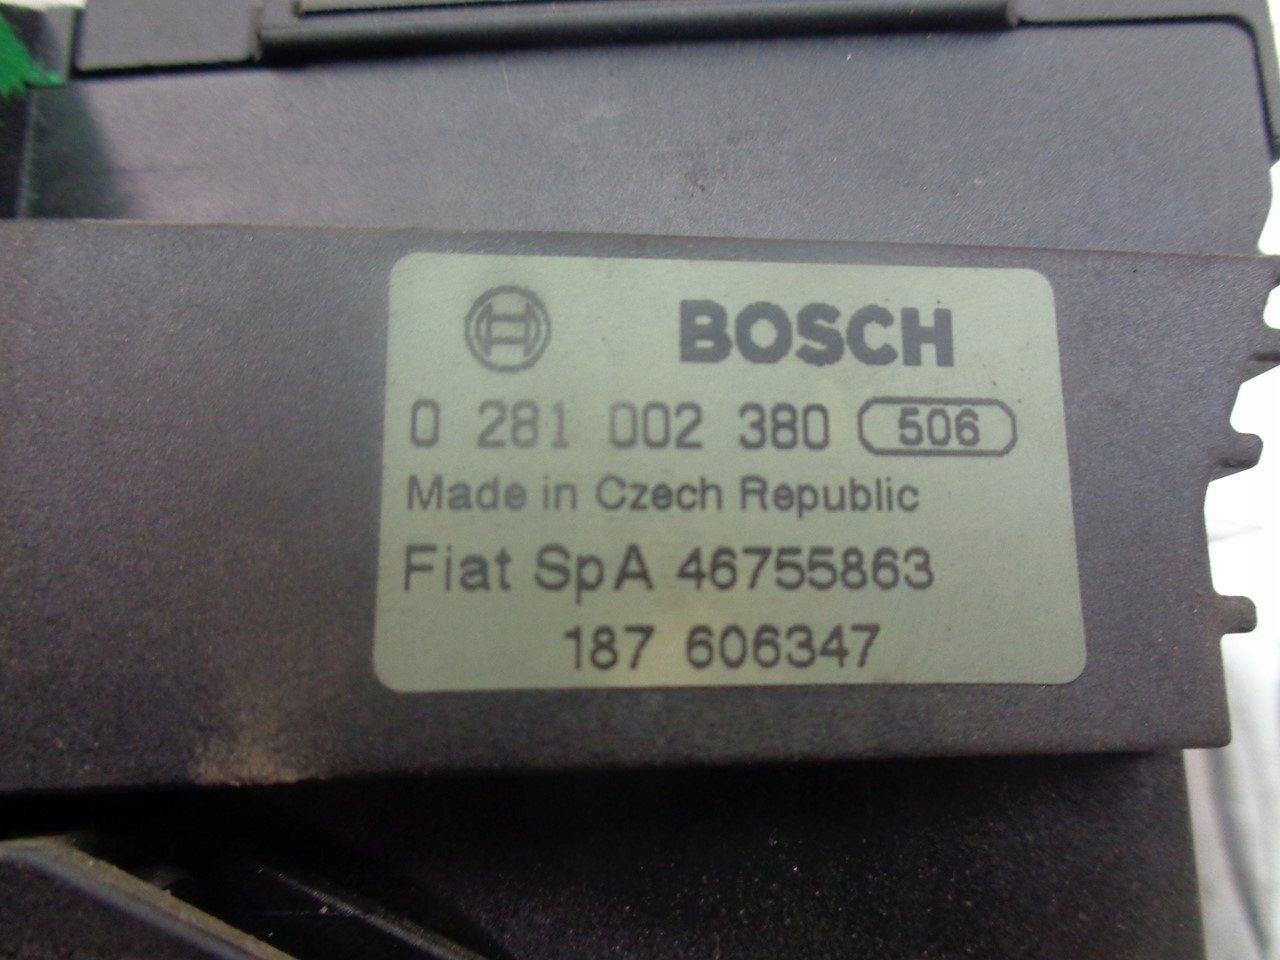 BOSCH
0 281 002 380 506
Made in Czech Republic
Fiat SpA 46755863
187 606347